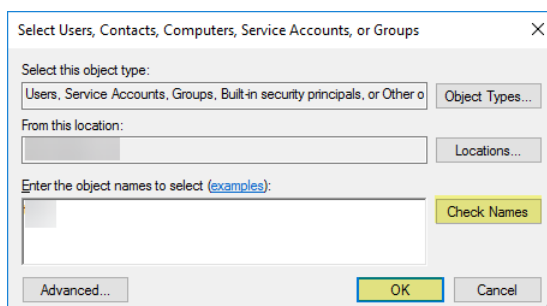 Select Users, Contacts, Computers, Service Accounts, or Groups
Select this object type:
Users, Service Accounts, Groups, Built-in security principals, or Other o
Object Types...
From this location:
Locations...
Enter the object names to select (examples):
Check Names
Advanced...
OK
Cancel